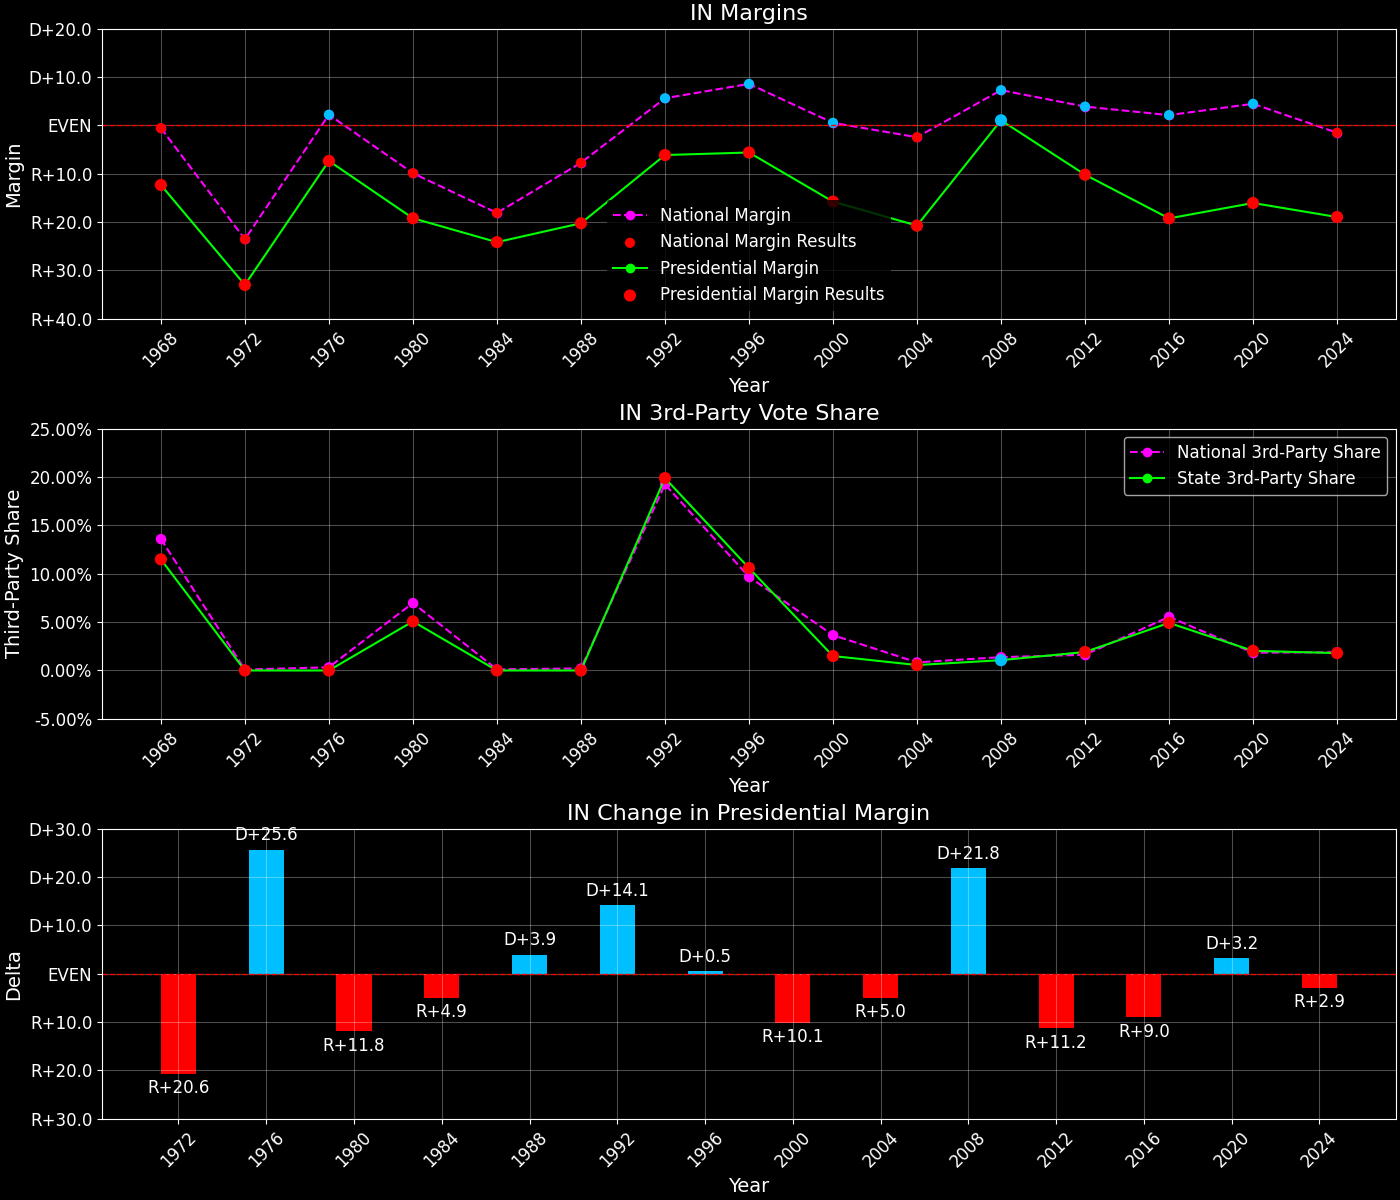 IN Margins
D+20.0
D+10.0
EVEN
R+10.0
R+20.0
R+30.0
R+40.0
Margin
National Margin
National Margin Results
Presidential Margin
Presidential Margin Results
1968 1972 1976 1980 1984 1988 1992 1996 2000 2004 2008 2012 2016 2020 2024
Year
IN 3rd-Party Vote Share
25.00%
20.00%
15.00%
10.00%
5.00%
0.00%
-5.00%
Third-Party Share
National 3rd-Party Share
State 3rd-Party Share
1968 1972 1976 1980 1984 1988 1992 1996 2000 2004 2008 2012 2016 2020 2024
Year
IN Change in Presidential Margin
D+30.0
D+20.0
D+10.0
EVEN
R+10.0
R+20.0
R+30.0
Delta
R+20.6
D+25.6
R+11.8
R+4.9
D+3.9
D+14.1
D+0.5
R+10.1
R+5.0
D+21.8
R+11.2
R+9.0
D+3.2
R+2.9
1972 1976 1980 1984 1988 1992 1996 2000 2004 2008 2012 2016 2020 2024
Year